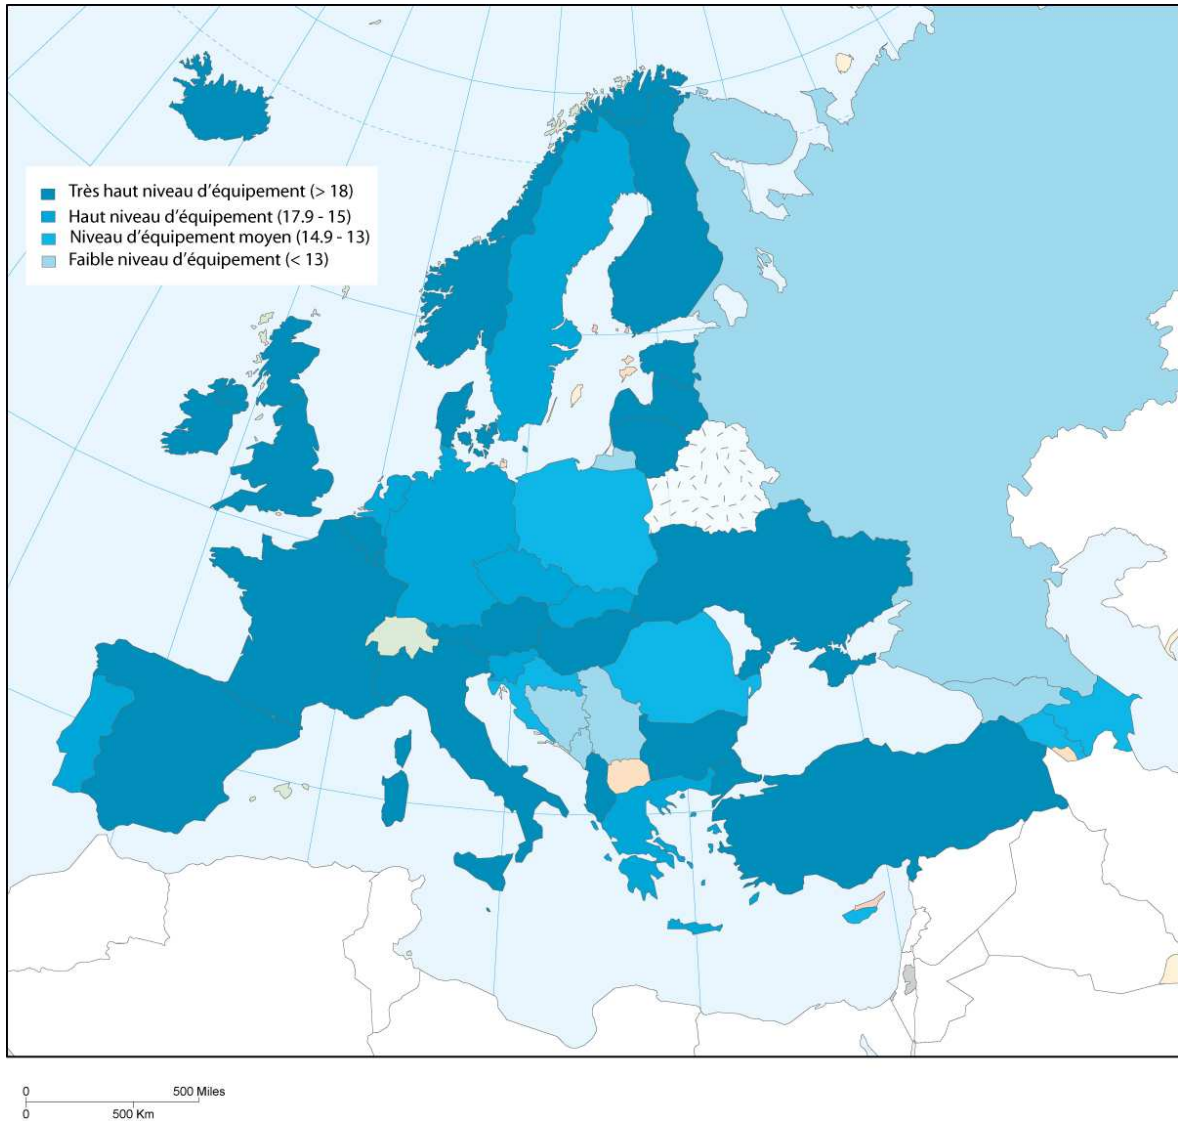 Très haut niveau d'équipement (> 18)
Haut niveau d'équipement (17.9 - 15)
Niveau d'équipement moyen (14.9 - 13)
Faible niveau d'équipement (< 13)
0 500 Miles
0 500 Km